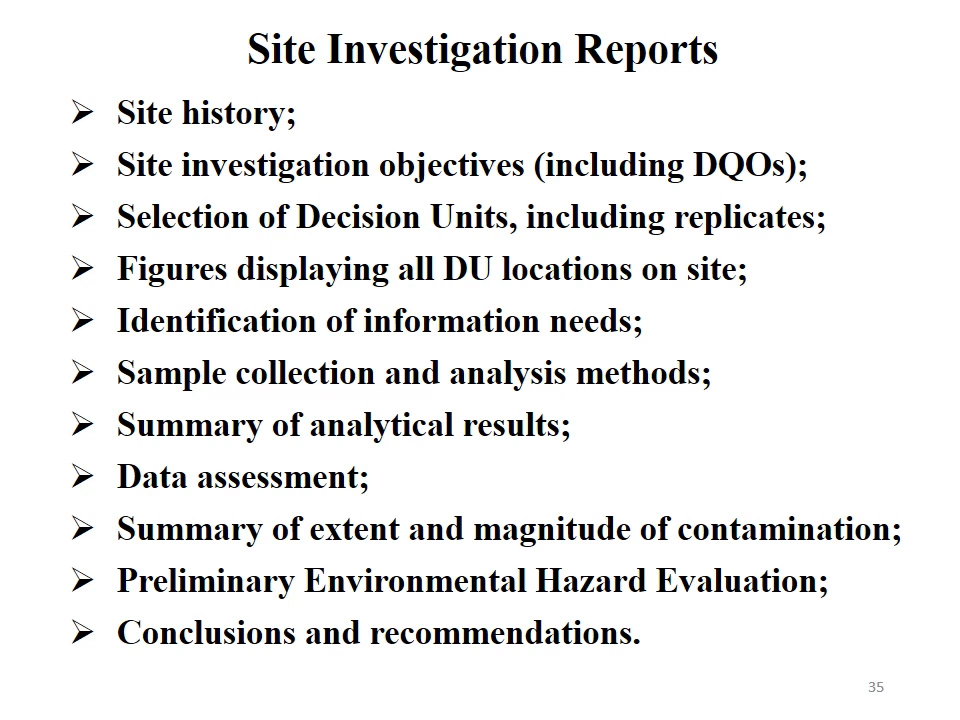 Site Investigation Reports
➢ Site history;
➢ Site investigation objectives (including DQOs);
➢ Selection of Decision Units, including replicates;
➢ Figures displaying all DU locations on site;
➢ Identification of information needs;
➢ Sample collection and analysis methods;
➢ Summary of analytical results;
➢ Data assessment;
➢ Summary of extent and magnitude of contamination;
➢ Preliminary Environmental Hazard Evaluation;
➢ Conclusions and recommendations.
35